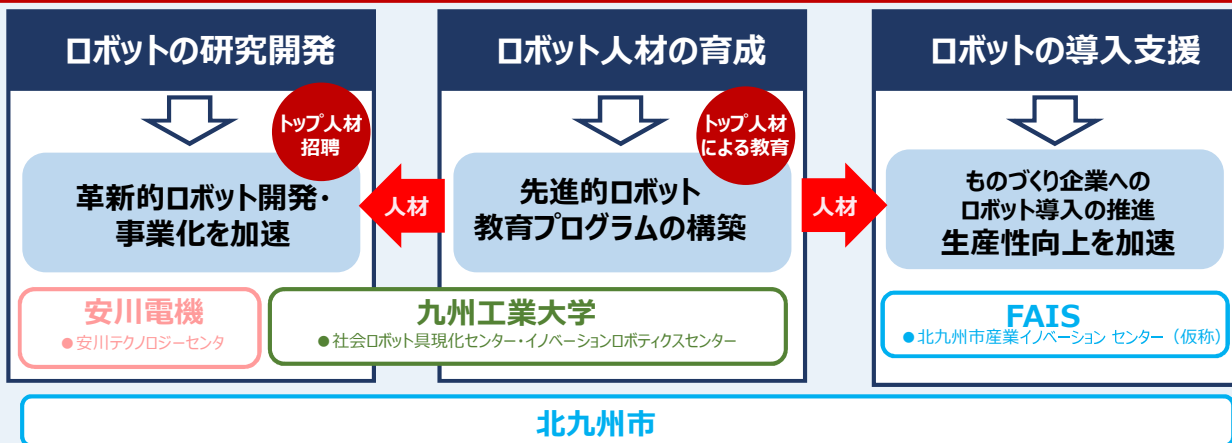 ロボットの研究開発
トップ人材
招聘
革新的ロボット開発・
事業化を加速
人材
ロボット人材の育成
トップ人材
による教育
先進的ロボット
教育プログラムの構築
人材
ロボットの導入支援
ものづくり企業への
ロボット導入の推進
生産性向上を加速
安川電機
●安川テクノロジーセンタ
九州工業大学
●社会ロボット具現化センター・イノベーションロボティクスセンター
FAIS
●北九州市産業イノベーション センター（仮称）
北九州市